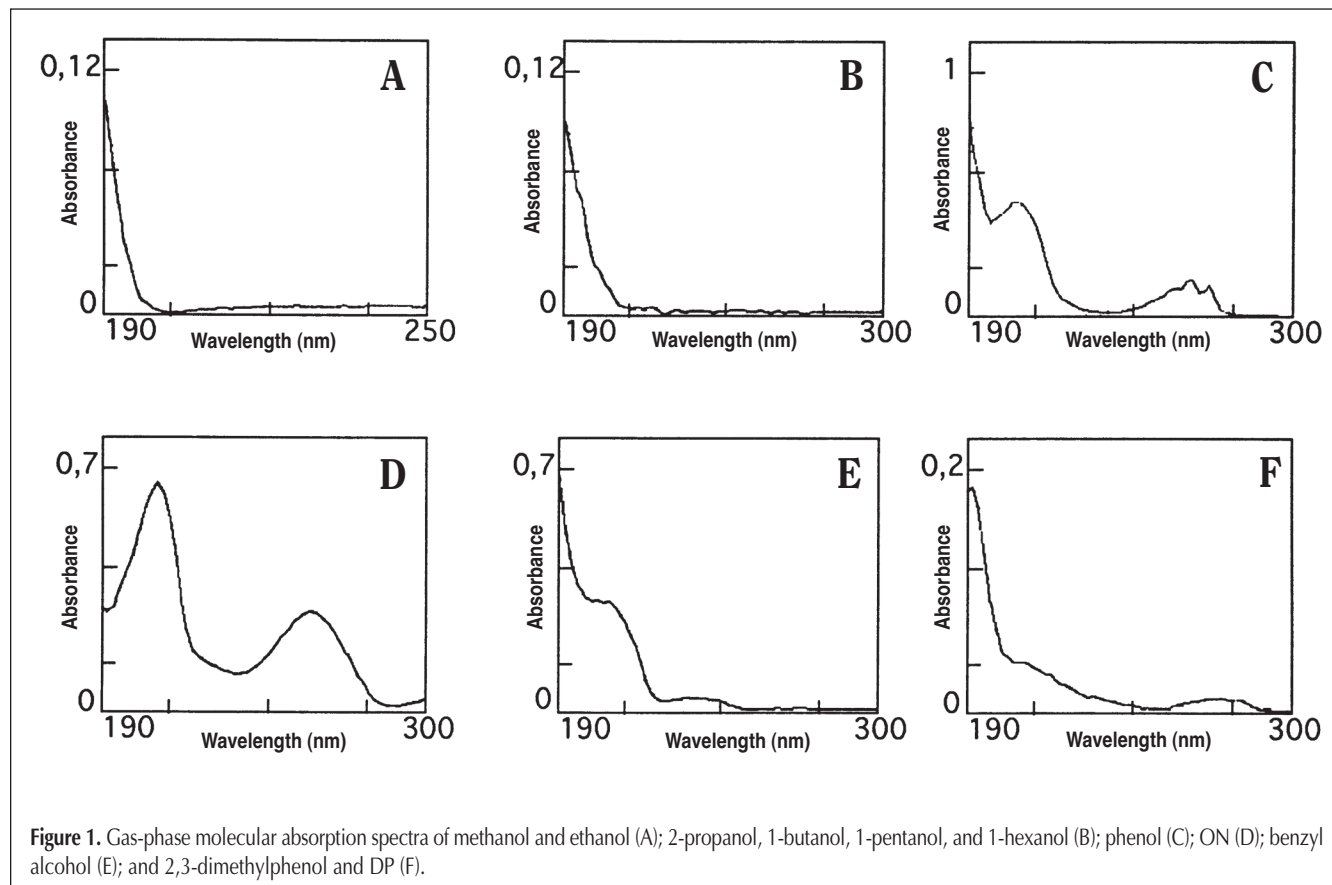 0,12
A
Absorbance
0
190
Wavelength (nm)
250
0,12
B
Absorbance
0
190
Wavelength (nm)
300
1
C
Absorbance
0
190
Wavelength (nm)
300
0,7
D
Absorbance
0
190
Wavelength (nm)
300
0,7
E
Absorbance
0
190
Wavelength (nm)
300
0,2
F
Absorbance
0
190
Wavelength (nm)
300
Figure 1. Gas-phase molecular absorption spectra of methanol and ethanol (A); 2-propanol, 1-butanol, 1-pentanol, and 1-hexanol (B); phenol (C); ON (D); benzyl
alcohol (E); and 2,3-dimethylphenol and DP (F).